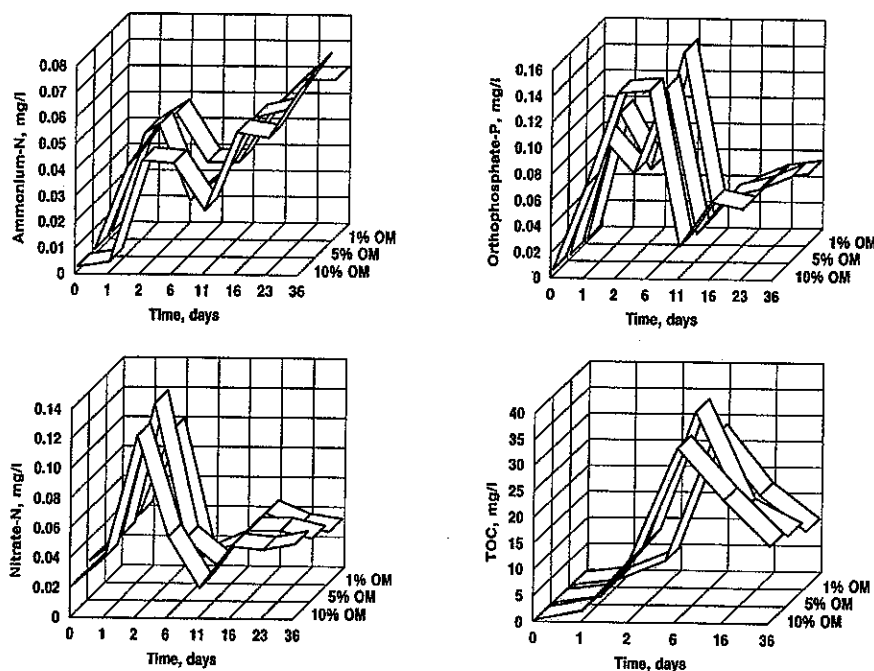 Ammonium-N, mg/l
0.08
0.07
0.06
0.05
0.04
0.03
0.02
0.01
0
0 1 2 6 11 16 23 36
Time, days
1% OM
5% OM
10% OM
Orthophosphate-P, mg/l
0.16
0.14
0.12
0.10
0.08
0.06
0.04
0.02
0
0 1 2 6 11 16 23 36
Time, days
1% OM
5% OM
10% OM
Nitrate-N, mg/l
0.14
0.12
0.10
0.08
0.06
0.04
0.02
0
0 1 2 6 11 16 23 36
Time, days
1% OM
5% OM
10% OM
TOC, mg/l
40
35
30
25
20
15
10
5
0
0 1 2 6 11 16 36
Time, days
1% OM
5% OM
10% OM